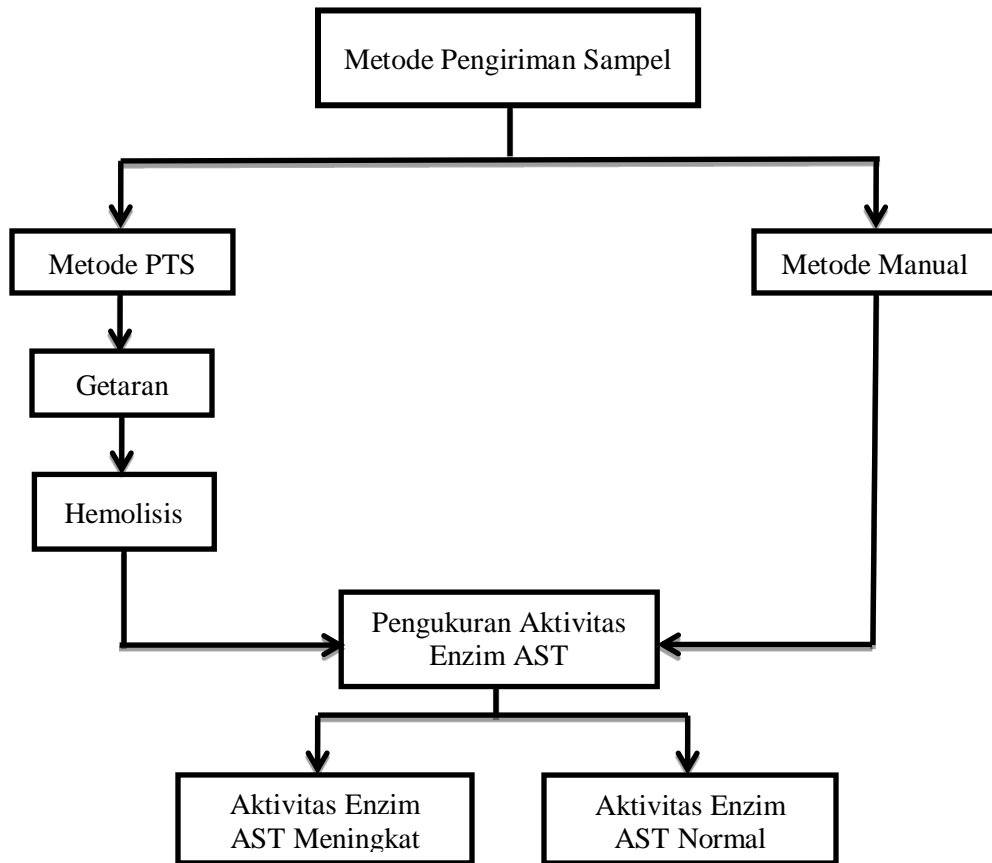 Metode Pengiriman Sampel
Metode PTS
Metode Manual
Getaran
Hemolisis
Pengukuran Aktivitas
Enzim AST
Aktivitas Enzim
AST Meningkat
Aktivitas Enzim
AST Normal